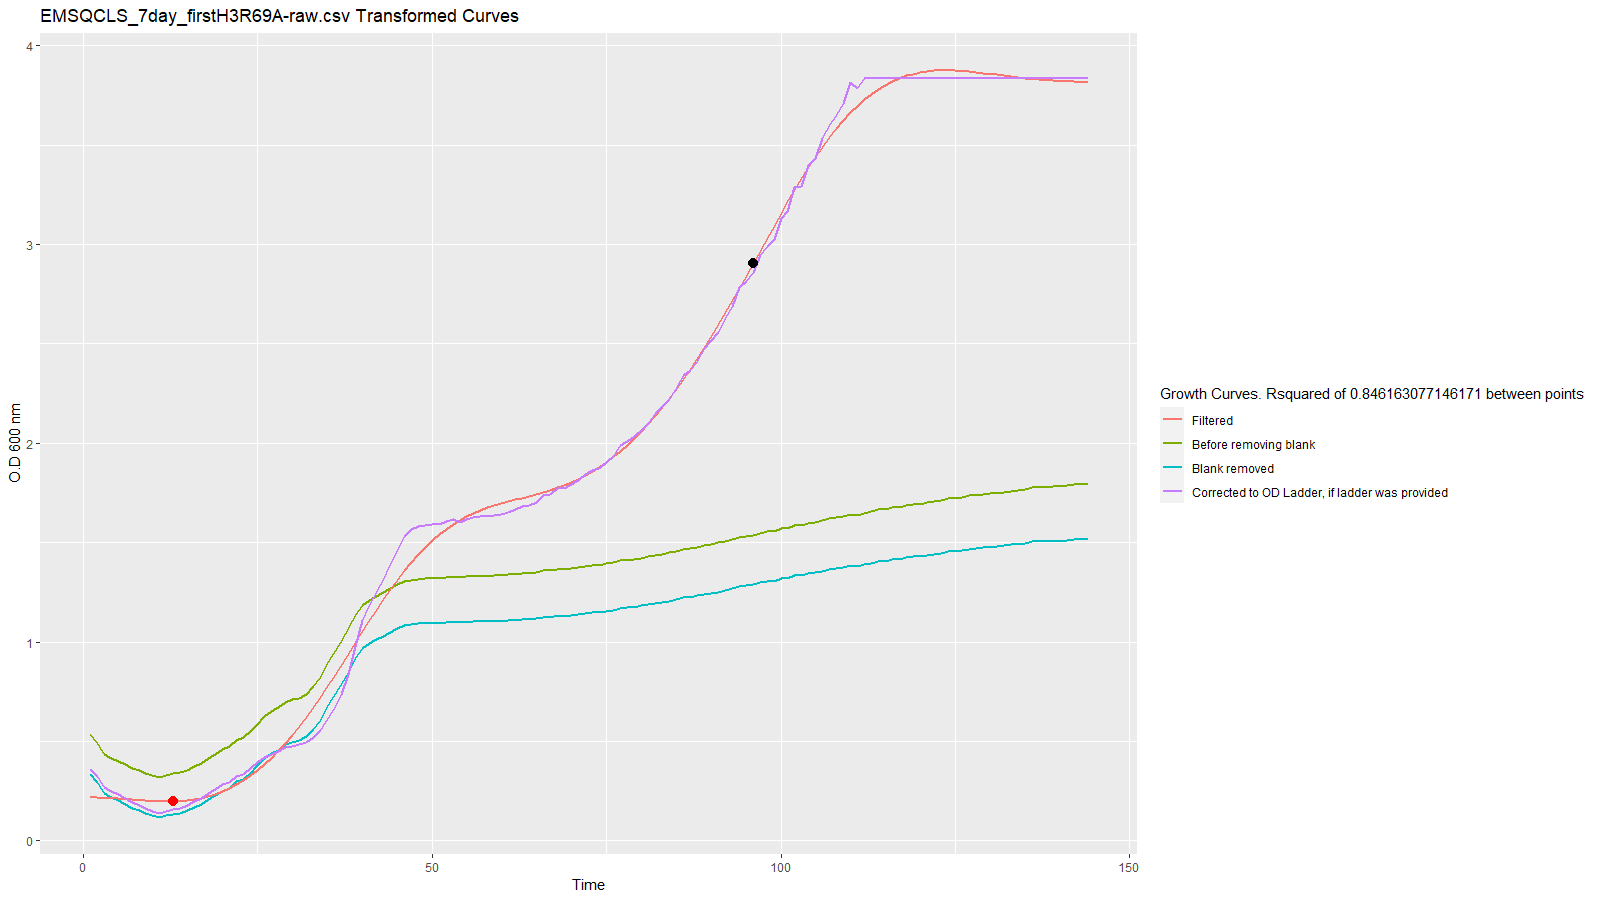 EMSQCLS_7day_firstH3R69A-raw.csv Transformed Curves
4
3
2
1
0
O.D 600 nm
0
50
100
150
Time
Growth Curves. Rsquared of 0.846163077146171 between points
Filtered
Before removing blank
Blank removed
Corrected to OD Ladder, if ladder was provided